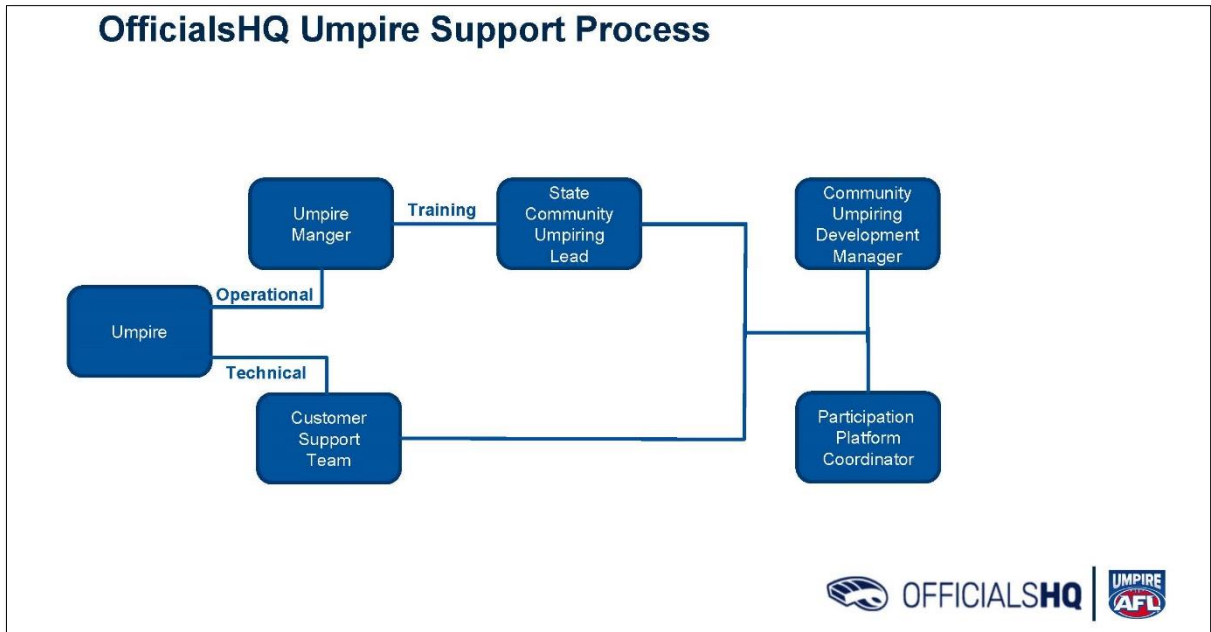 OfficialsHQ Umpire Support Process
Umpire
Manger
Training
State
Community
Umpiring
Lead
Community
Umpiring
Development
Manager
Operational
Umpire
Technical
Customer
Support
Team
Participation
Platform
Coordinator
OFFICIALSHQ
UMPIRE
AFL